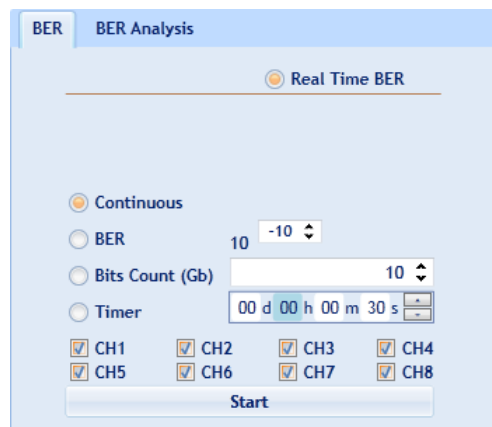 BER BER Analysis
Real Time BER
Continuous
BER 10 -10
Bits Count (Gb) 10
Timer 00 d 00 h 00 m 30 s
CH1 CH2 CH3 CH4
CH5 CH6 CH7 CH8
Start